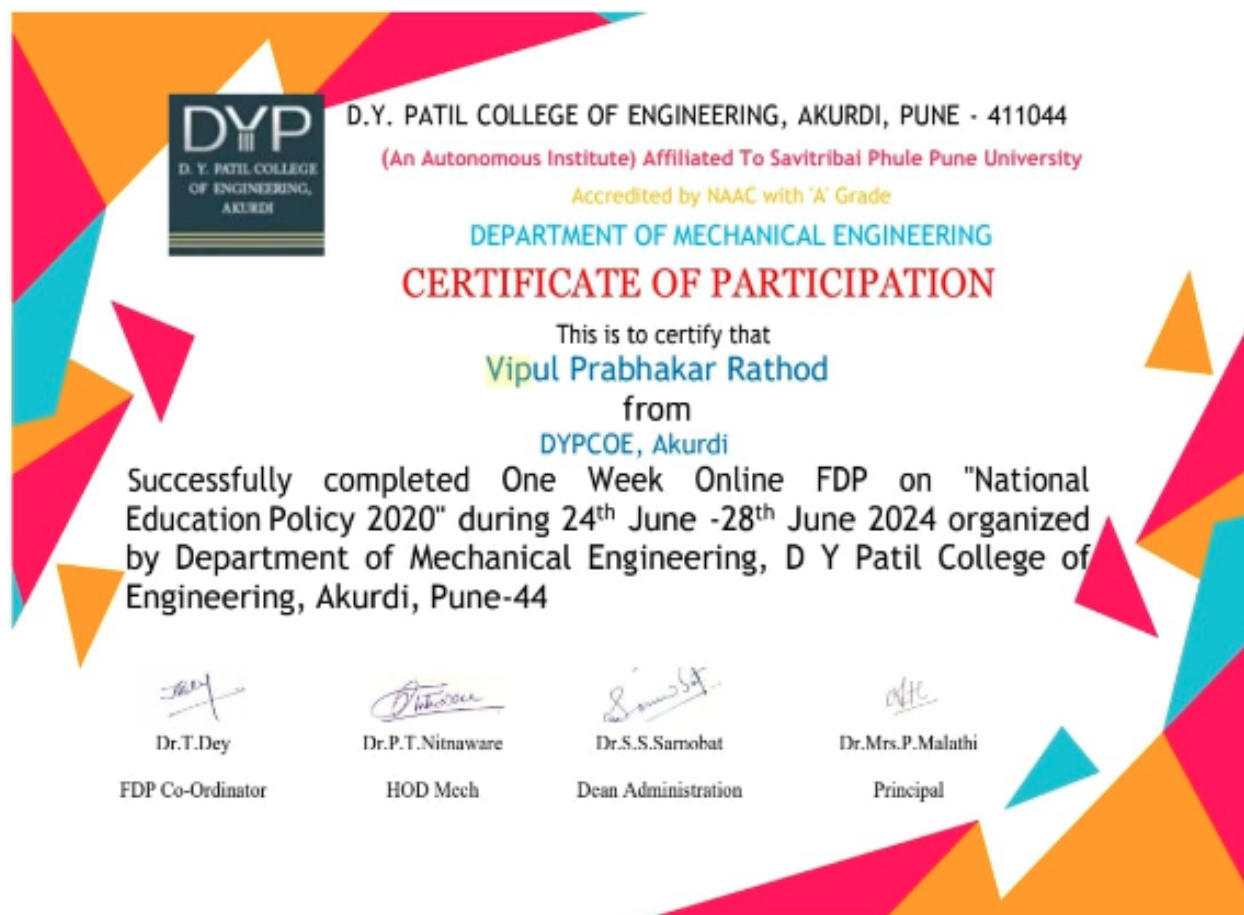 DYP
D. Y. PATIL COLLEGE
OF ENGINEERING,
AKURDI
D.Y. PATIL COLLEGE OF ENGINEERING, AKURDI, PUNE - 411044
(An Autonomous Institute) Affiliated To Savitribai Phule Pune University
Accredited by NAAC with 'A' Grade
DEPARTMENT OF MECHANICAL ENGINEERING
CERTIFICATE OF PARTICIPATION
This is to certify that
Vipul Prabhakar Rathod
from
DYPCOE, Akurdi
Successfully completed One Week Online FDP on "National
Education Policy 2020" during 24th June -28th June 2024 organized
by Department of Mechanical Engineering, D Y Patil College of
Engineering, Akurdi, Pune-44
Dr.T.Dey Dr.P.T.Nitnaware Dr.S.S.Sarnobat Dr.Mrs.P.Malathi
FDP Co-Ordinator HOD Mech Dean Administration Principal